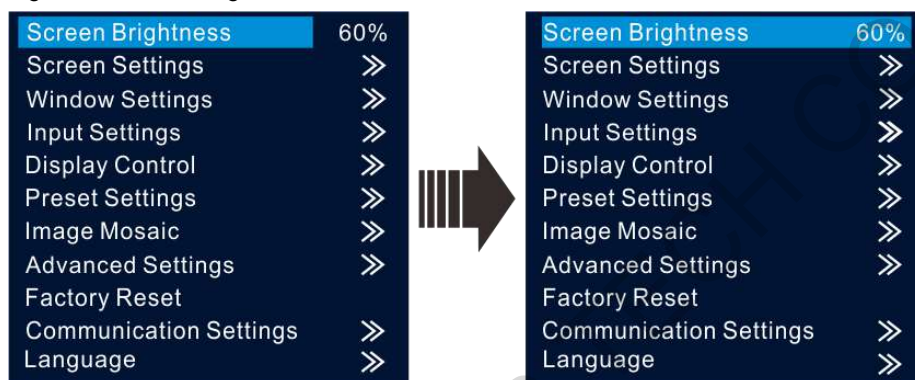 Screen Brightness 60%
Screen Settings
Window Settings
Input Settings
Display Control
Preset Settings
Image Mosaic
Advanced Settings
Factory Reset
Communication Settings
Language
Screen Brightness 60%
Screen Settings
Window Settings
Input Settings
Display Control
Preset Settings
Image Mosaic
Advanced Settings
Factory Reset
Communication Settings
Language